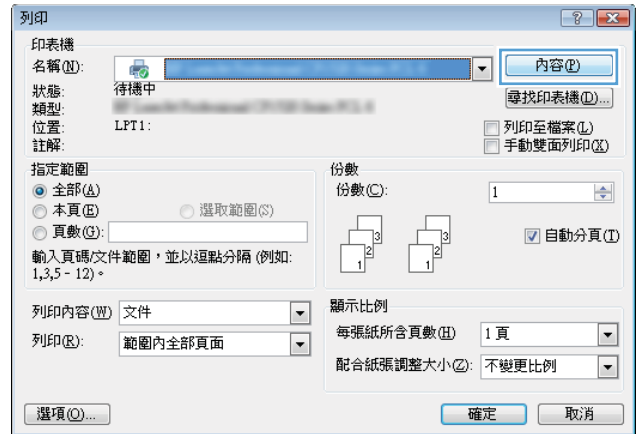 列印
印表機
名稱(N):
內容(P)
狀態: 待機中
類型:
尋找印表機(D)...
位置: LPT1:
列印至檔案(L)
註解:
手動雙面列印(X)
指定範圍
全部(A)
本頁(E) 選取範圍(S)
頁數(G):
輸入頁碼/文件範圍，並以逗點分隔 (例如:
1,3,5 - 12)。
份數
份數(C): 1
3 3
2 2
1 1
自動分頁(T)
列印內容(W) 文件
列印(R): 範圍內全部頁面
顯示比例
每張紙所含頁數(H) 1 頁
配合紙張調整大小(Z): 不變更比例
選項(O)... 確定 取消